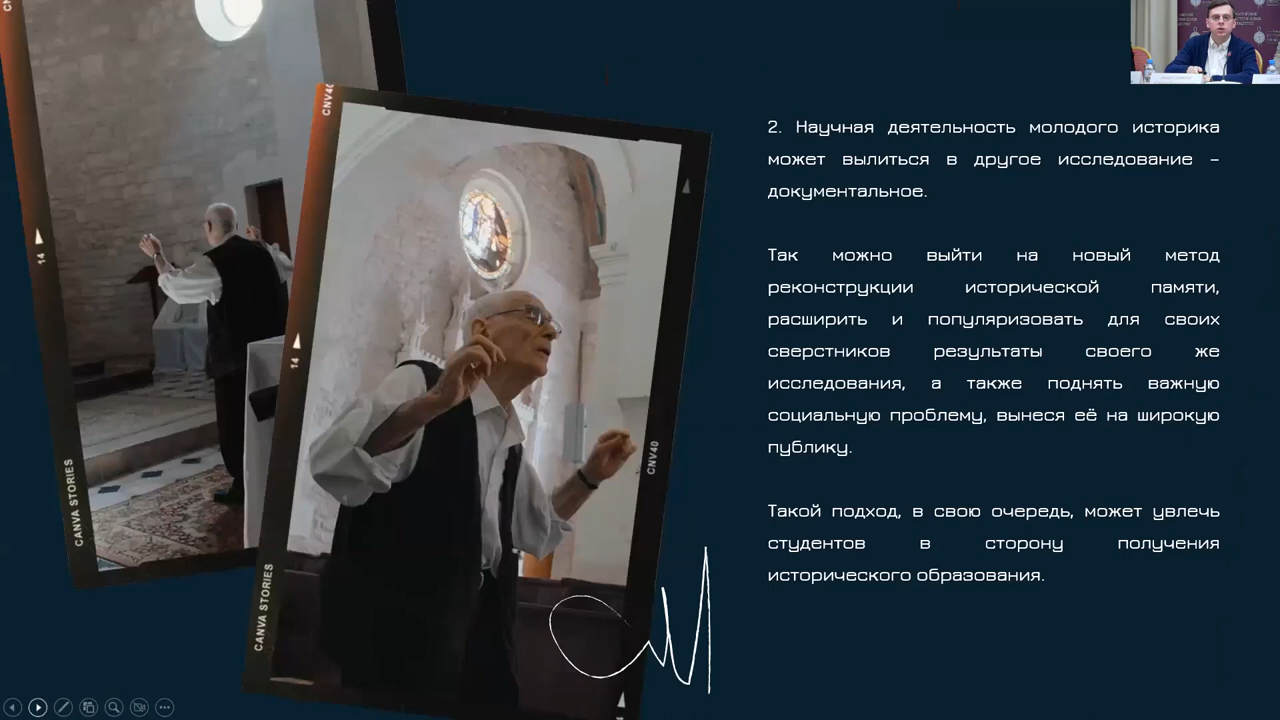 CNV40
14
CANVA STORIES
CNV40
14
CANVA STORIES
CNV40
2. Научная деятельность молодого историка
может вылиться в другое исследование –
документальное.
Так можно выйти на новый метод
реконструкции исторической памяти,
расширить и популяризовать для своих
сверстников результаты своего же
исследования, а также поднять важную
социальную проблему, вынеся её на широкую
публику.
Такой подход, в свою очередь, может увлечь
студентов в сторону получения
исторического образования.